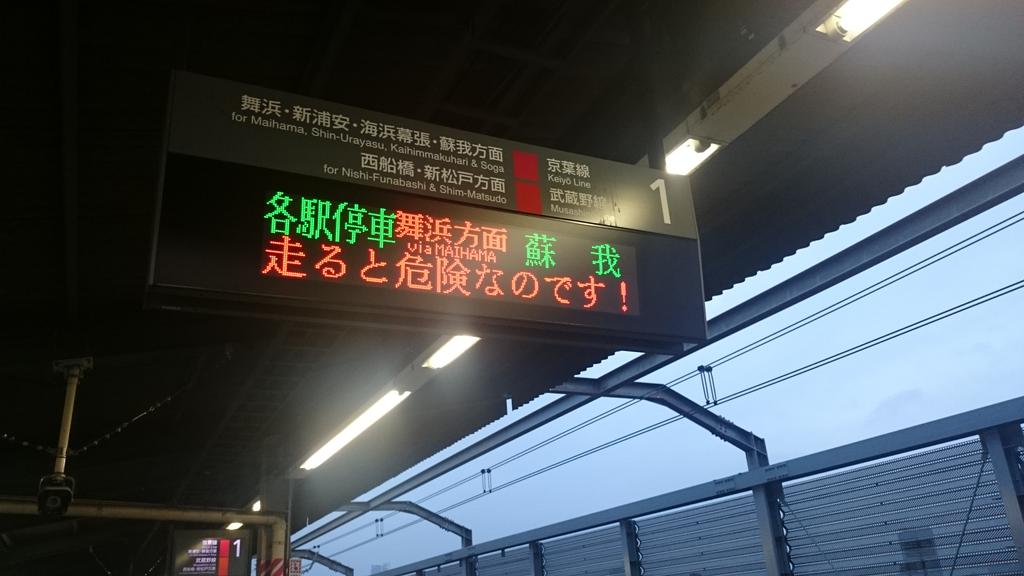 舞浜・新浦安・海浜幕張・蘇我方面 京葉線
for Maihama, Shin-Urayasu, Kaihimmakuhari & Soga Keiyō Line
西船橋・新松戸方面 武蔵野線
for Nishi-Funabashi & Shim-Matsudo
1
各駅停車 舞浜方面 蘇 我
via MAIHAMA
走ると危険なのです!
1